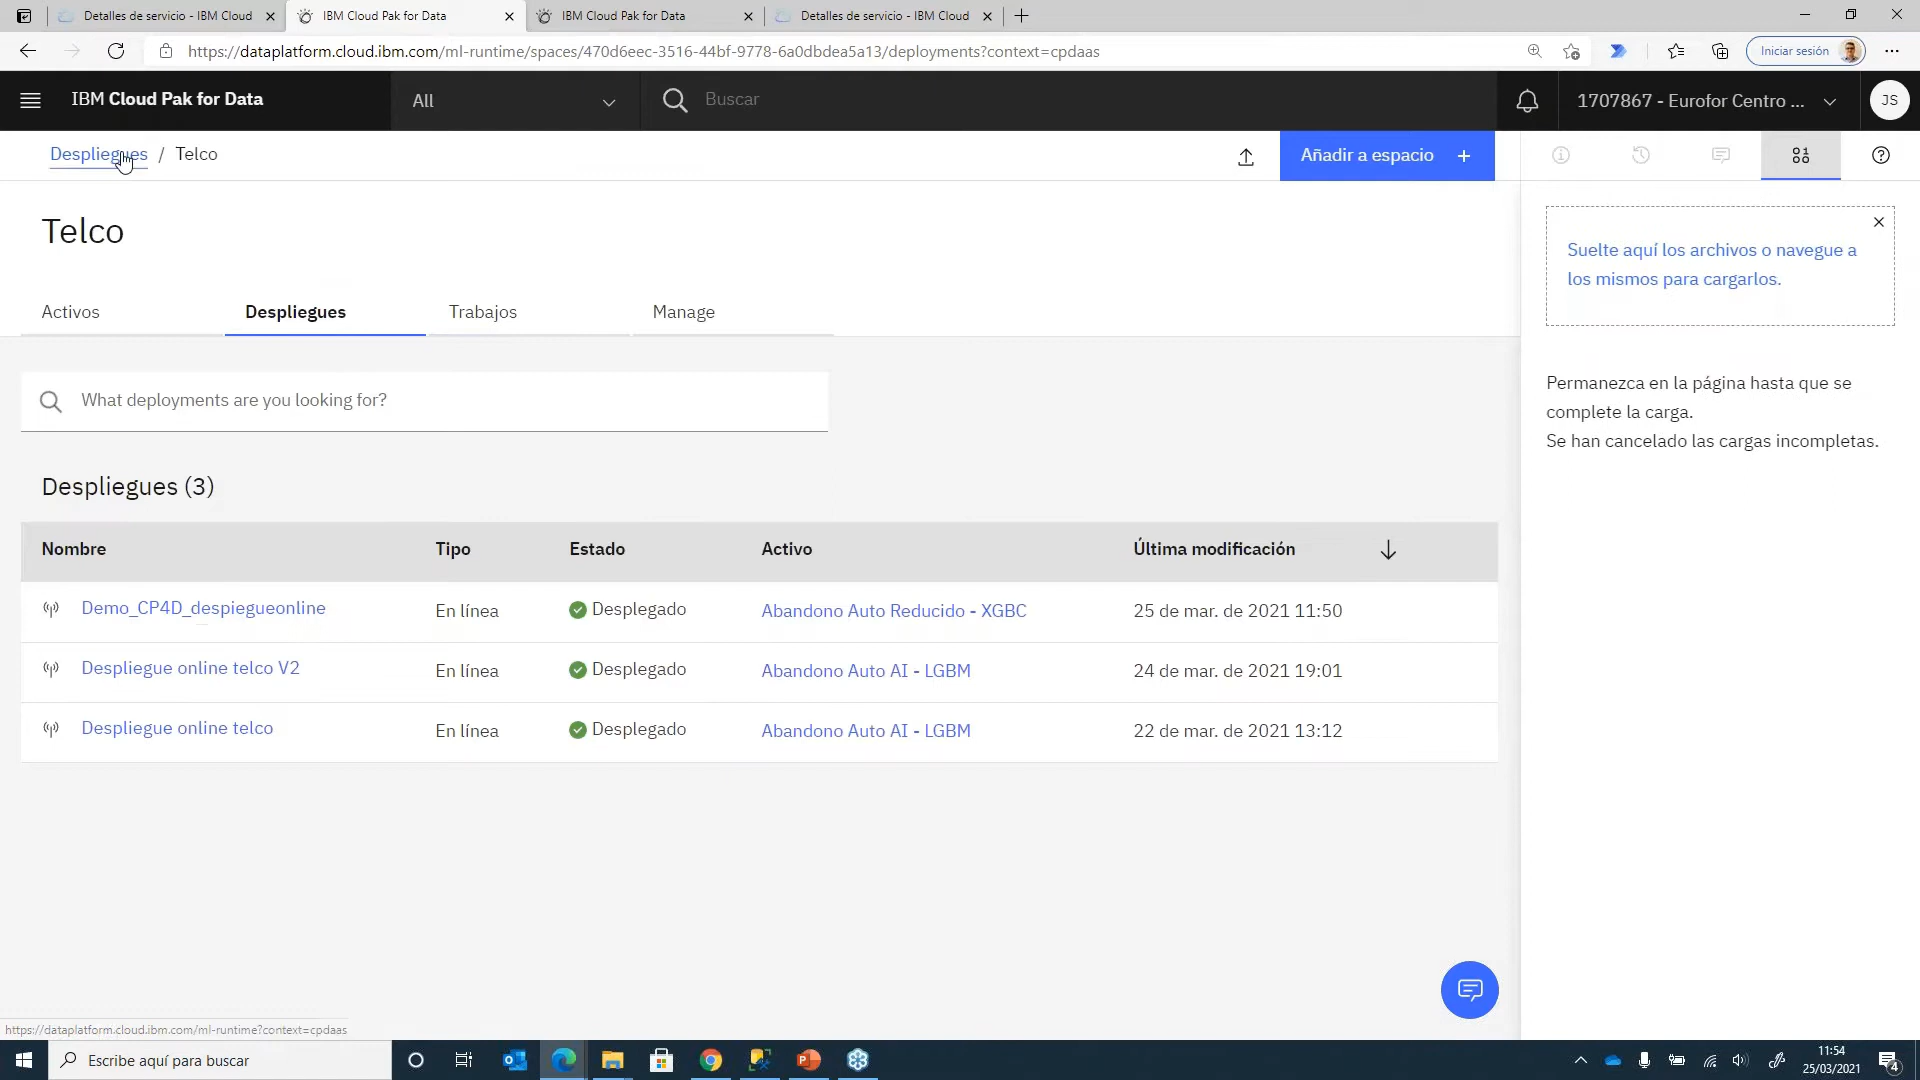 Detalles de servicio - IBM Cloud
IBM Cloud Pak for Data
IBM Cloud Pak for Data
Detalles de servicio - IBM Cloud
https://dataplatform.cloud.ibm.com/ml-runtime/spaces/470d6eec-3516-44bf-9778-6a0dbdea5a13/deployments?context=cpdaas
Iniciar sesión
IBM Cloud Pak for Data
All
Buscar
1707867 - Eurofor Centro ...
JS
Despliegues / Telco
Añadir a espacio +
Telco
Activos
Despliegues
Trabajos
Manage
What deployments are you looking for?
Despliegues (3)
Nombre Tipo Estado Activo Última modificación
Demo_CP4D_despiegueonline En línea Desplegado Abandono Auto Reducido - XGBC 25 de mar. de 2021 11:50
Despliegue online telco V2 En línea Desplegado Abandono Auto AI - LGBM 24 de mar. de 2021 19:01
Despliegue online telco En línea Desplegado Abandono Auto AI - LGBM 22 de mar. de 2021 13:12
Suelte aquí los archivos o navegue a
los mismos para cargarlos.
Permanezca en la página hasta que se
complete la carga.
Se han cancelado las cargas incompletas.
https://dataplatform.cloud.ibm.com/ml-runtime?context=cpdaas
Escribe aquí para buscar
11:54
25/03/2021
4